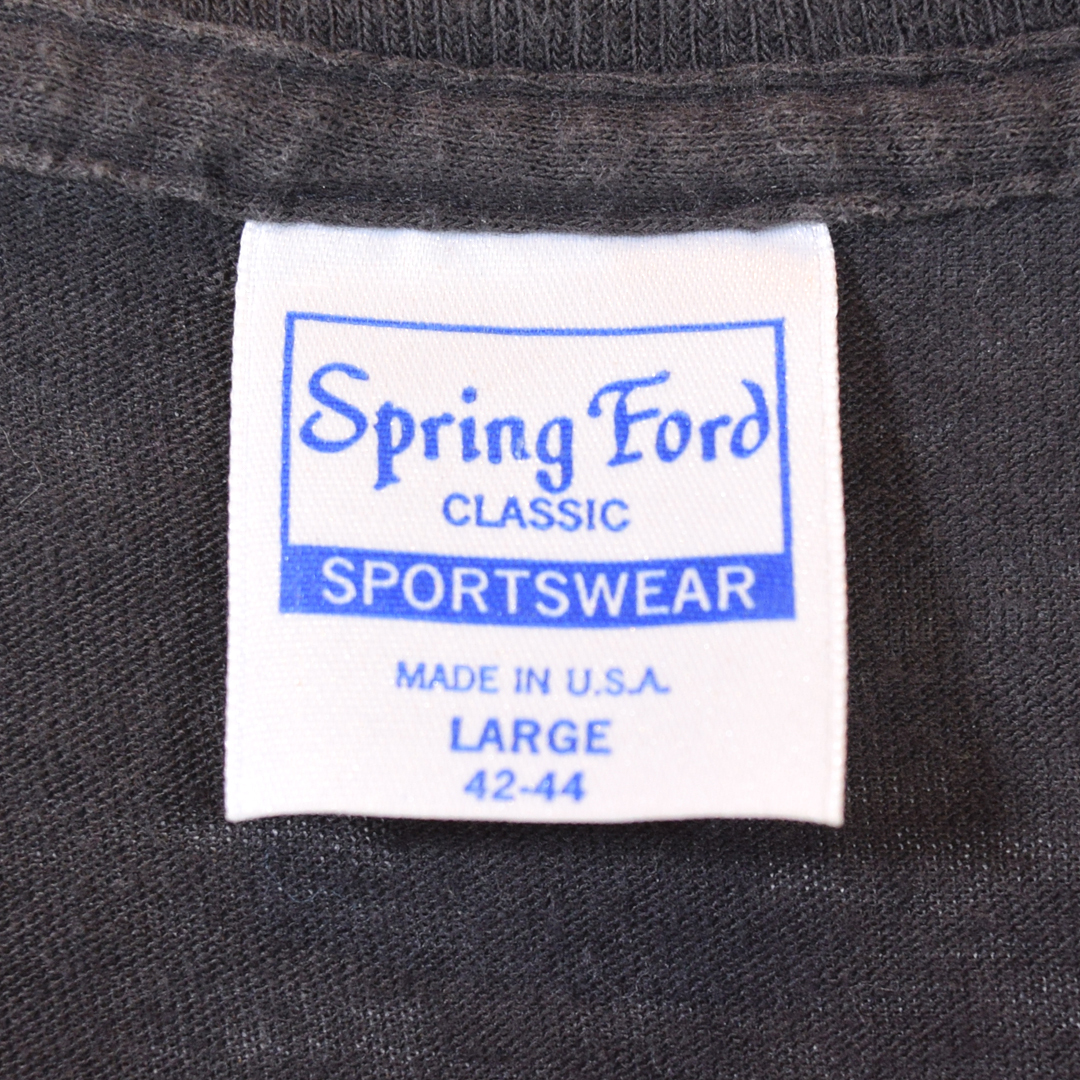 Spring Ford
CLASSIC
SPORTSWEAR
MADE IN U.S.A.
LARGE
42-44